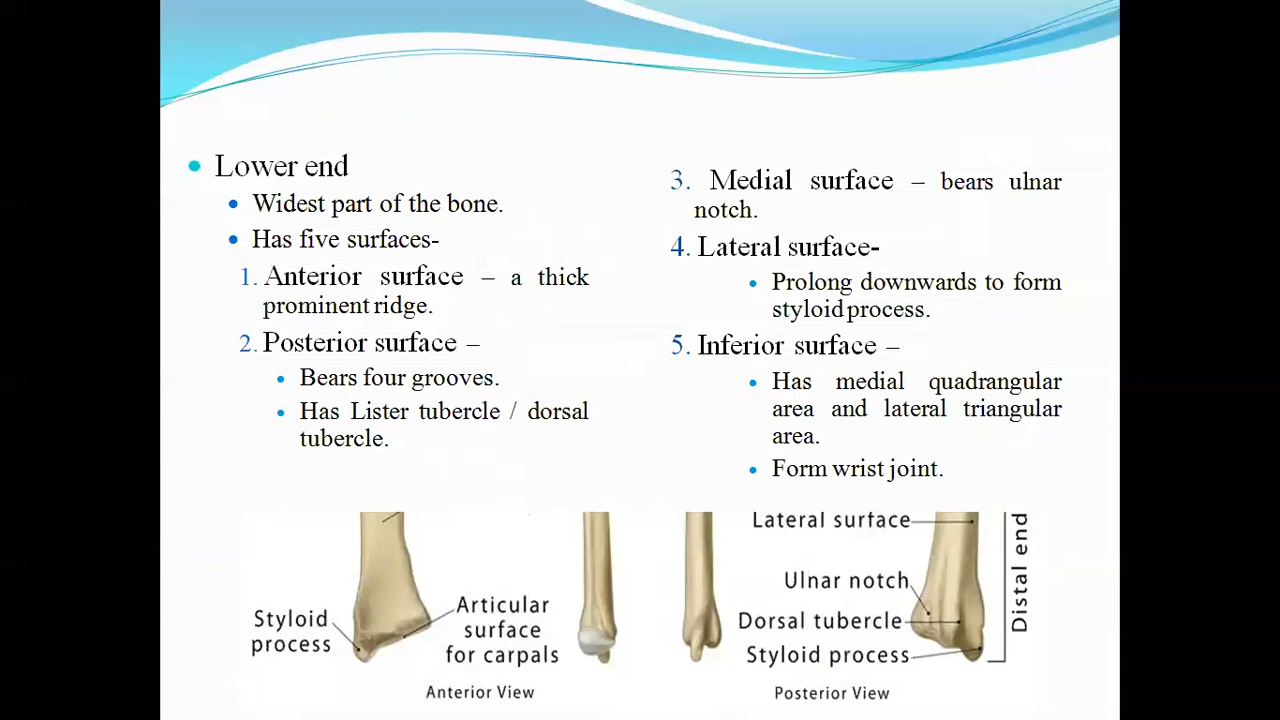 Lower end
Widest part of the bone.
Has five surfaces-
1. Anterior surface – a thick
prominent ridge.
2. Posterior surface –
Bears four grooves.
Has Lister tubercle / dorsal
tubercle.
3. Medial surface – bears ulnar
notch.
4. Lateral surface-
Prolong downwards to form
styloid process.
5. Inferior surface –
Has medial quadrangular
area and lateral triangular
area.
Form wrist joint.
Styloid
process
Articular
surface
for carpals
Anterior View
Lateral surface
Ulnar notch
Dorsal tubercle
Styloid process
Posterior View
Distal end